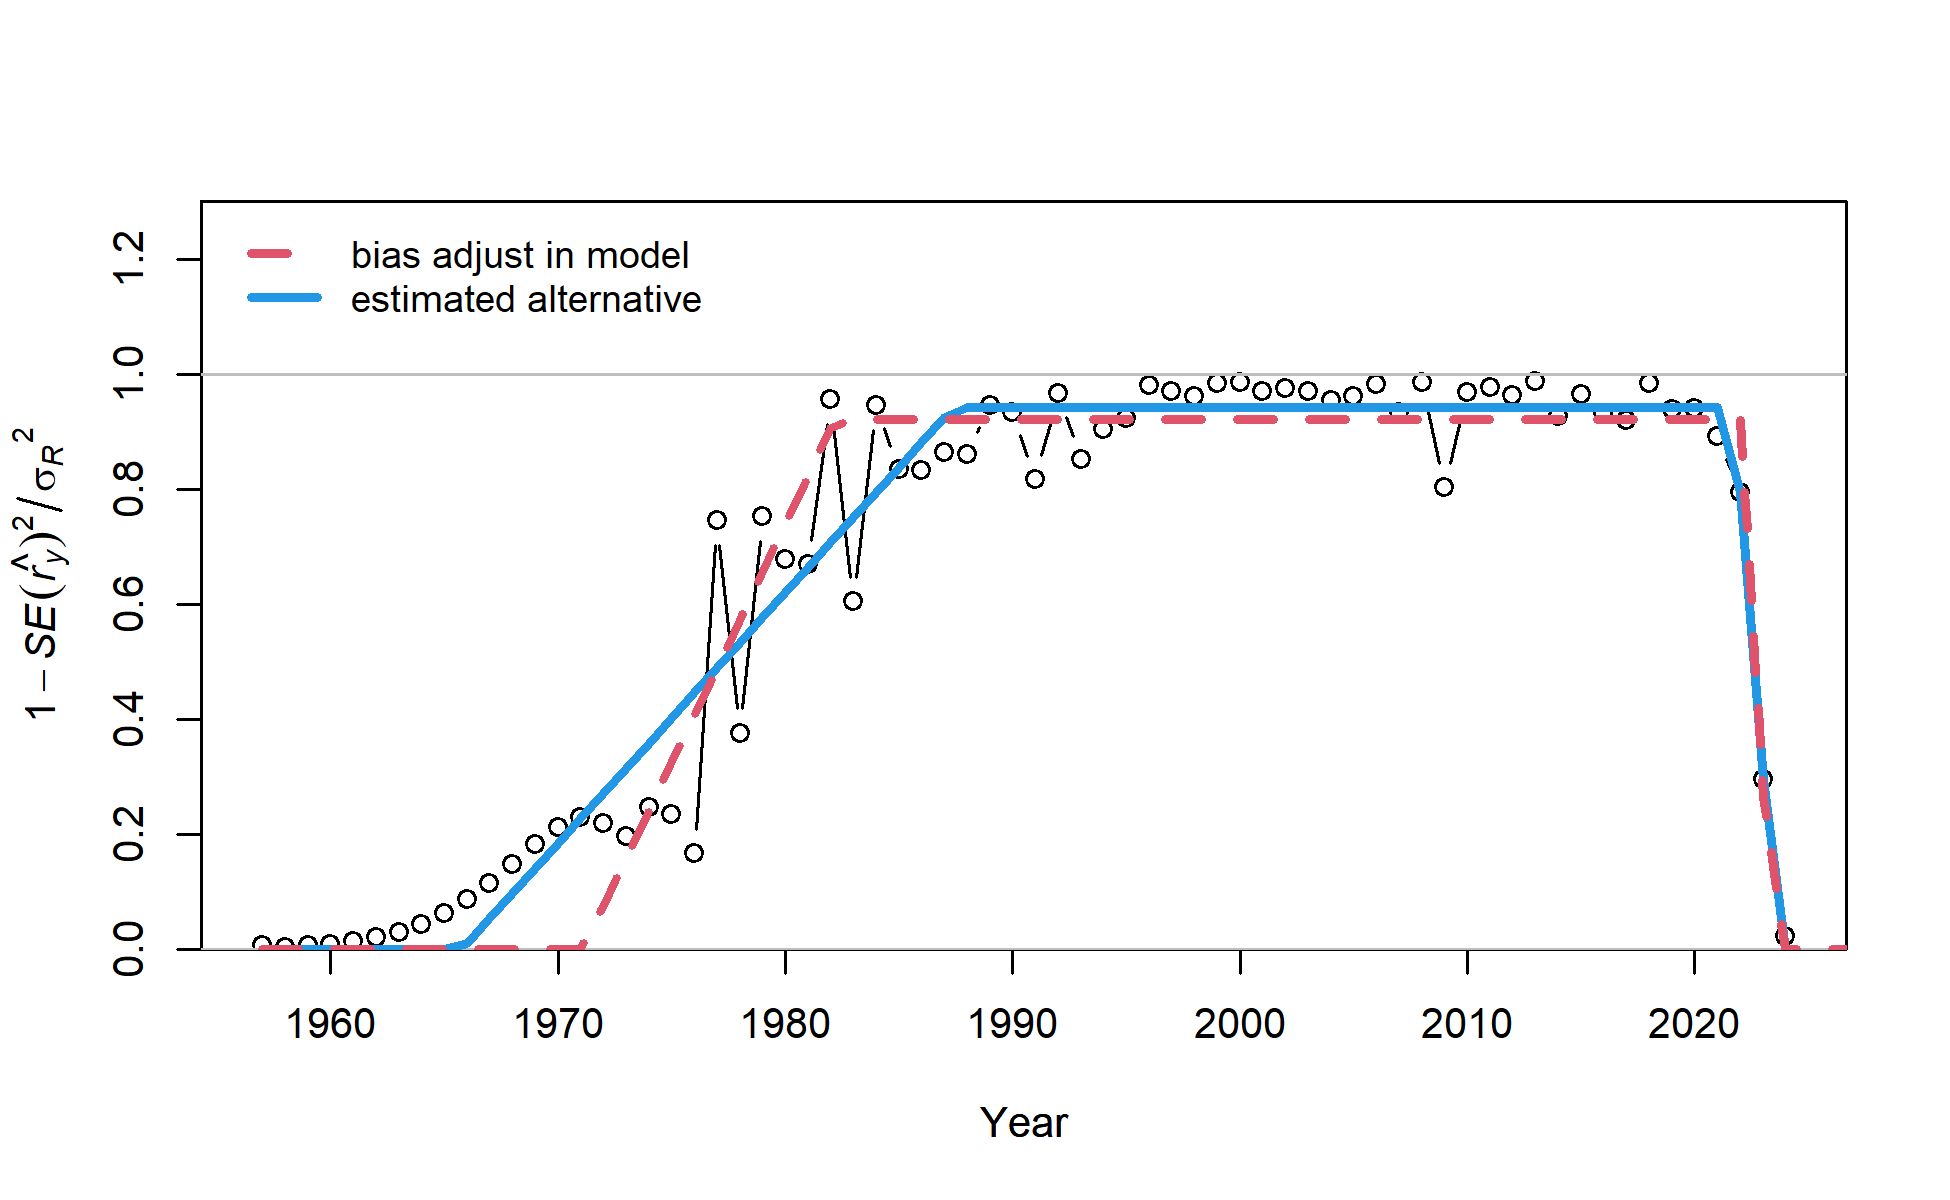 bias adjust in model
estimated alternative
1 − SE(r̂y)² / σR²
0.0 0.2 0.4 0.6 0.8 1.0 1.2
1960 1970 1980 1990 2000 2010 2020
Year